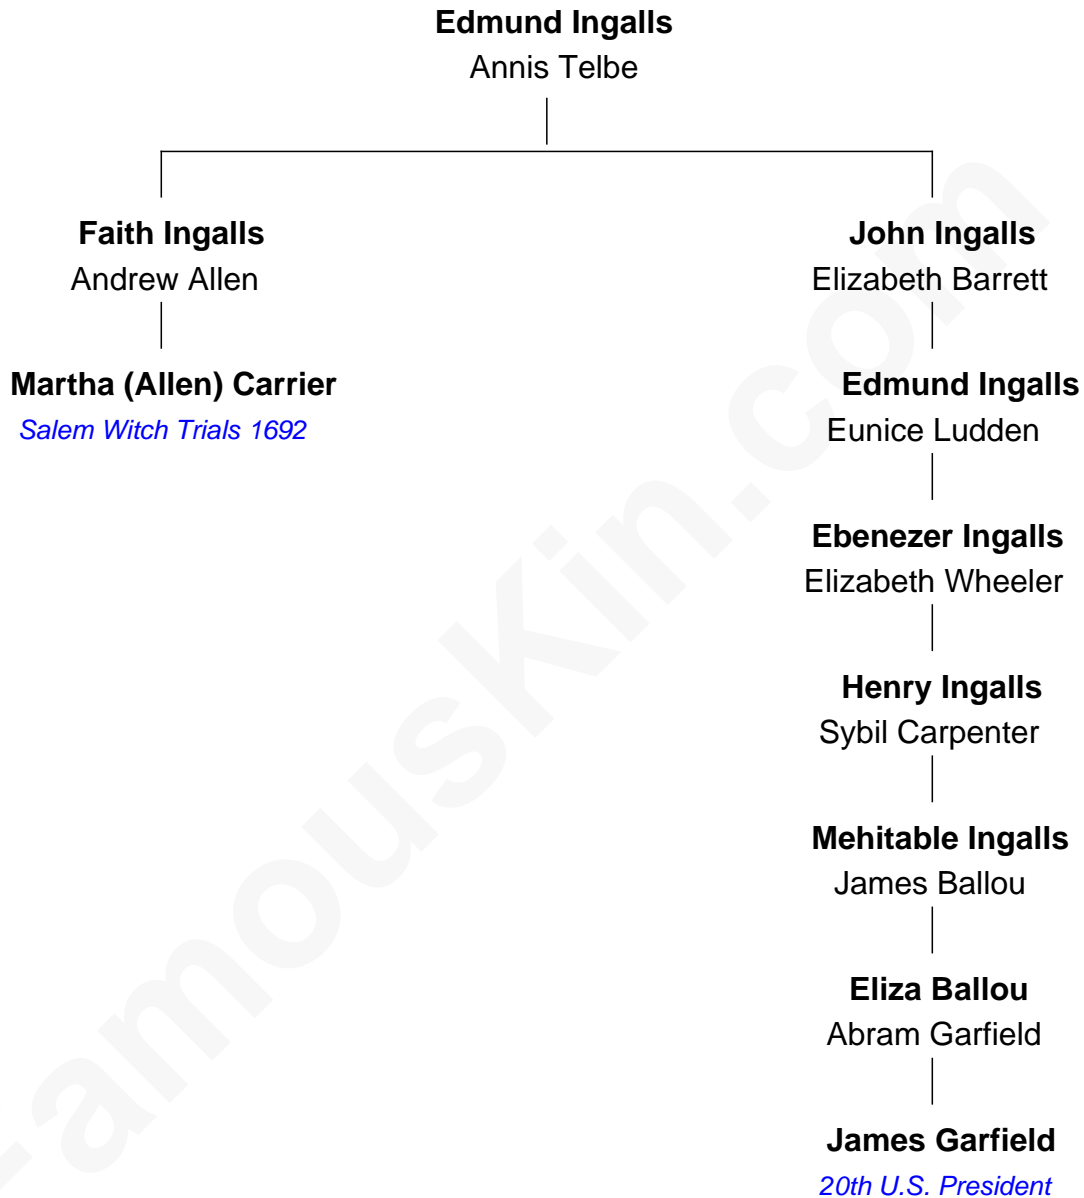 Edmund Ingalls
Annis Telbe
Faith Ingalls
Andrew Allen
Martha (Allen) Carrier
Salem Witch Trials 1692
John Ingalls
Elizabeth Barrett
Edmund Ingalls
Eunice Ludden
Ebenezer Ingalls
Elizabeth Wheeler
Henry Ingalls
Sybil Carpenter
Mehitable Ingalls
James Ballou
Eliza Ballou
Abram Garfield
James Garfield
20th U.S. President
FamousKin.com